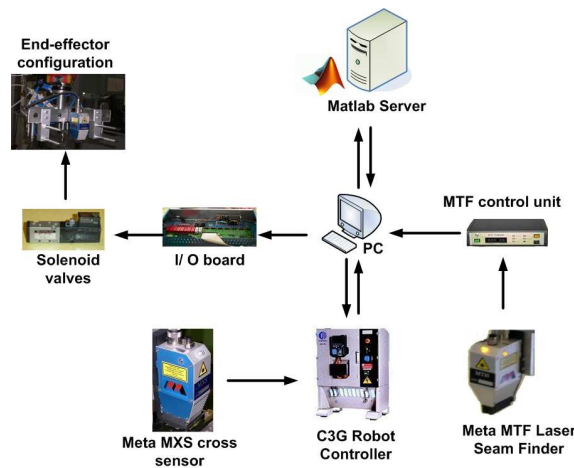 End-effector
configuration
Matlab Server
MTF control unit
PC
Solenoid
valves
I/ O board
Meta MXS cross
sensor
C3G Robot
Controller
Meta MTF Laser
Seam Finder